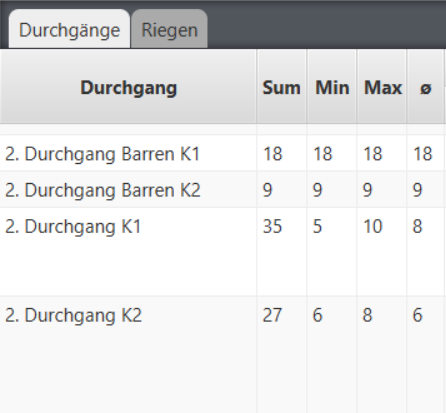 Durchgänge Riegen
Durchgang Sum Min Max ø
2. Durchgang Barren K1 18 18 18 18
2. Durchgang Barren K2 9 9 9 9
2. Durchgang K1 35 5 10 8
2. Durchgang K2 27 6 8 6